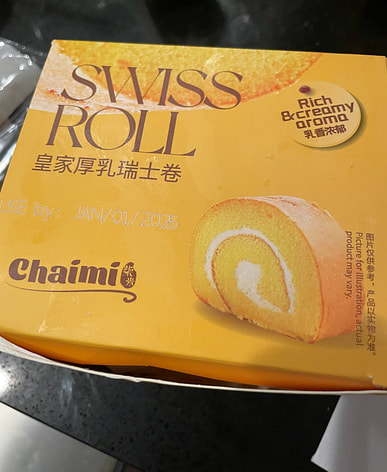 SWISS
ROLL
Rich
&creamy
aroma
乳香浓郁
皇家厚乳瑞士卷
by: JAN/01/2025
Chaimi
图片仅供参考，产品以实物为准。
Picture for illustration, actual
product may vary.